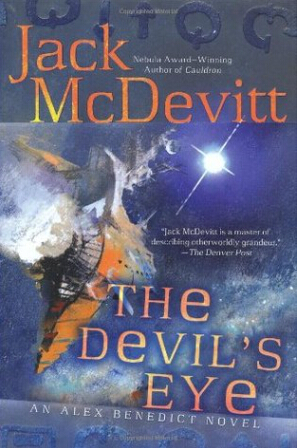 Jack
McDevitt
Nebula Award–Winning
Author of Cauldron
"Jack McDevitt is a master of
describing otherworldly grandeur."
—The Denver Post
THE
DEVIL'S
EYE
AN ALEX BENEDICT NOVEL